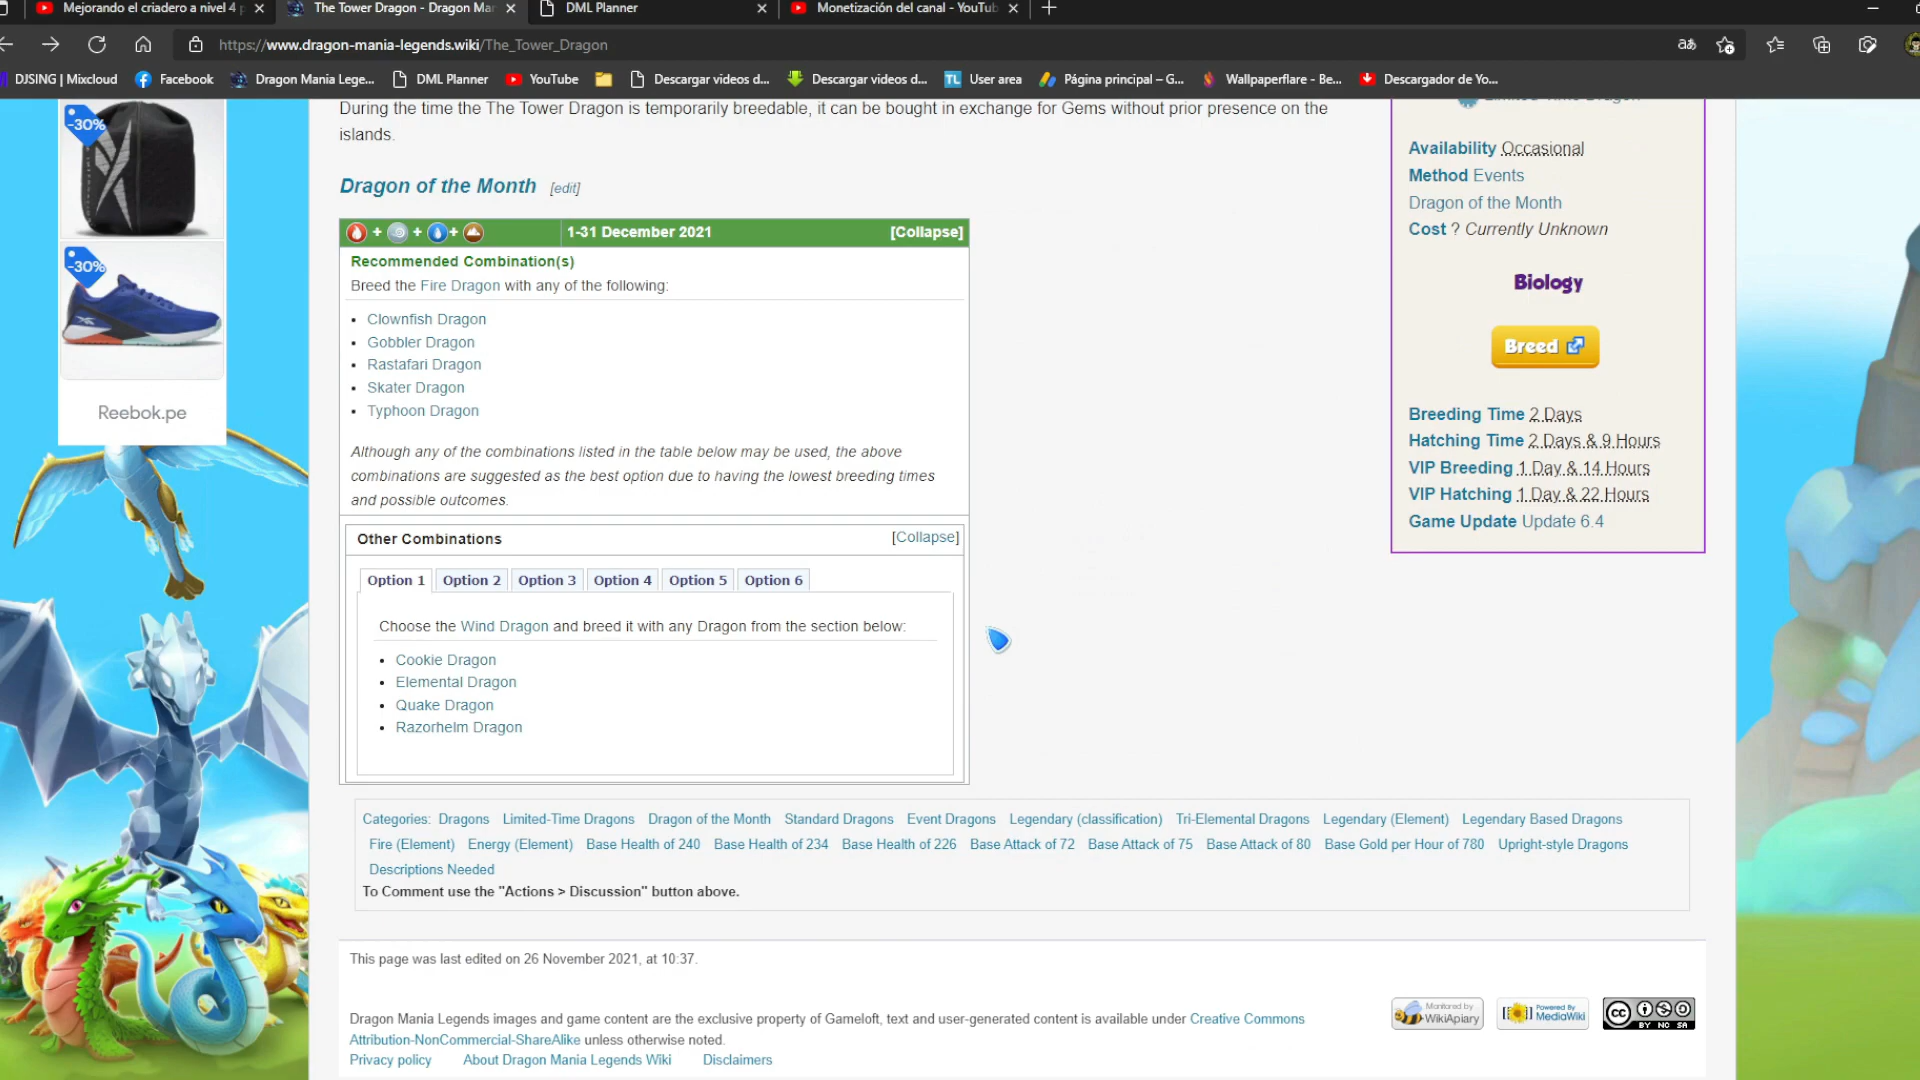 Mejorando el criadero a nivel 4 p
The Tower Dragon - Dragon Man
DML Planner
Monetización del canal - YouTub
https://www.dragon-mania-legends.wiki/The_Tower_Dragon
DJSING | Mixcloud
Facebook
Dragon Mania Lege...
DML Planner
YouTube
Descargar videos d...
Descargar videos d...
User area
Página principal – G...
Wallpaperflare - Be...
Descargador de Yo...
During the time the The Tower Dragon is temporarily breedable, it can be bought in exchange for Gems without prior presence on the
islands.
Dragon of the Month [edit]
+ + + 1-31 December 2021 [Collapse]
Recommended Combination(s)
Breed the Fire Dragon with any of the following:
• Clownfish Dragon
• Gobbler Dragon
• Rastafari Dragon
• Skater Dragon
• Typhoon Dragon
Although any of the combinations listed in the table below may be used, the above
combinations are suggested as the best option due to having the lowest breeding times
and possible outcomes.
Other Combinations [Collapse]
Option 1 Option 2 Option 3 Option 4 Option 5 Option 6
Choose the Wind Dragon and breed it with any Dragon from the section below:
• Cookie Dragon
• Elemental Dragon
• Quake Dragon
• Razorhelm Dragon
Limited-Time Dragon
Availability Occasional
Method Events
Dragon of the Month
Cost ? Currently Unknown
Biology
Breed
Breeding Time 2 Days
Hatching Time 2 Days & 9 Hours
VIP Breeding 1 Day & 14 Hours
VIP Hatching 1 Day & 22 Hours
Game Update Update 6.4
-30%
-30%
Reebok.pe
Categories: Dragons Limited-Time Dragons Dragon of the Month Standard Dragons Event Dragons Legendary (classification) Tri-Elemental Dragons Legendary (Element) Legendary Based Dragons
Fire (Element) Energy (Element) Base Health of 240 Base Health of 234 Base Health of 226 Base Attack of 72 Base Attack of 75 Base Attack of 80 Base Gold per Hour of 780 Upright-style Dragons
Descriptions Needed
To Comment use the "Actions > Discussion" button above.
This page was last edited on 26 November 2021, at 10:37.
Dragon Mania Legends images and game content are the exclusive property of Gameloft, text and user-generated content is available under Creative Commons
Attribution-NonCommercial-ShareAlike unless otherwise noted.
Privacy policy About Dragon Mania Legends Wiki Disclaimers
Monitored by
WikiApiary
Powered By
MediaWiki
cc
BY NC SA